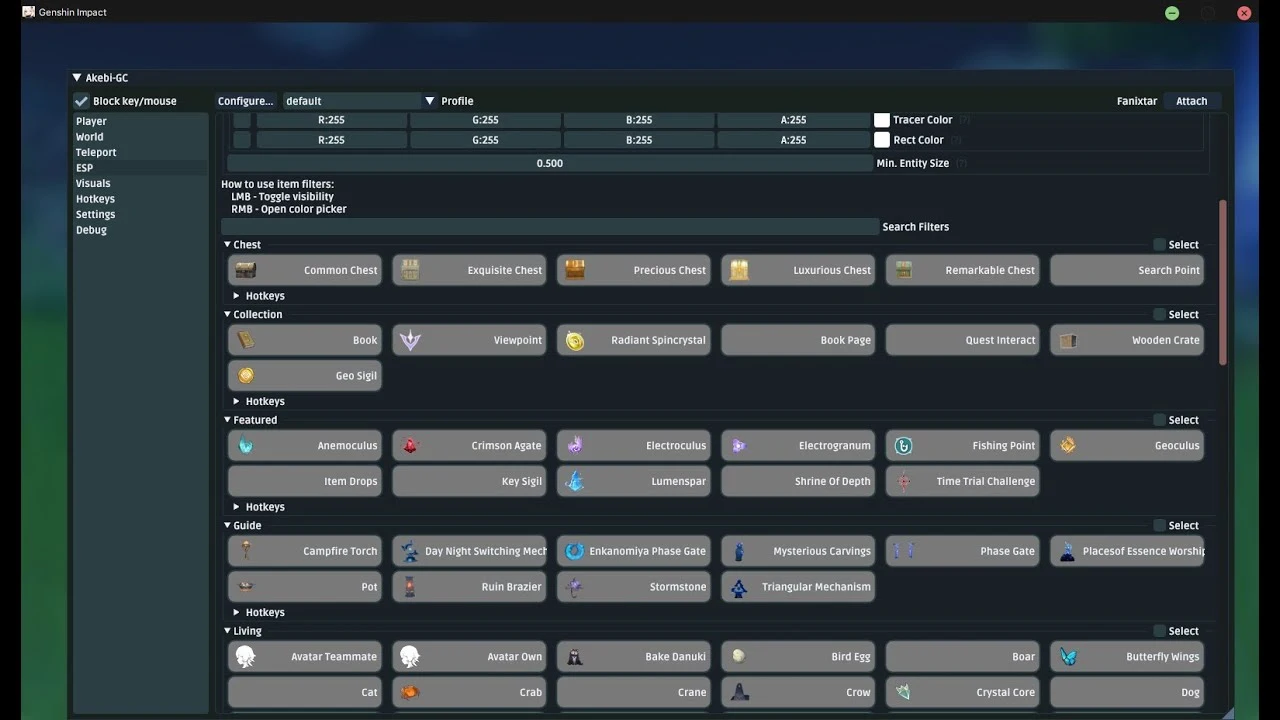 Genshin Impact
Akebi-GC
Block key/mouse
Configure... default Profile Fanixtar Attach
Player
World
Teleport
ESP
Visuals
Hotkeys
Settings
Debug
R:255 G:255 B:255 A:255 Tracer Color (?)
R:255 G:255 B:255 A:255 Rect Color (?)
0.500 Min. Entity Size (?)
How to use item filters:
LMB - Toggle visibility
RMB - Open color picker
Search Filters
Chest Select
Common Chest Exquisite Chest Precious Chest Luxurious Chest Remarkable Chest Search Point
Hotkeys
Collection Select
Book Viewpoint Radiant Spincrystal Book Page Quest Interact Wooden Crate
Geo Sigil
Hotkeys
Featured Select
Anemoculus Crimson Agate Electroculus Electrogranum Fishing Point Geoculus
Item Drops Key Sigil Lumenspar Shrine Of Depth Time Trial Challenge
Hotkeys
Guide Select
Campfire Torch Day Night Switching Mech Enkanomiya Phase Gate Mysterious Carvings Phase Gate Placesof Essence Worship
Pot Ruin Brazier Stormstone Triangular Mechanism
Hotkeys
Living Select
Avatar Teammate Avatar Own Bake Danuki Bird Egg Boar Butterfly Wings
Cat Crab Crane Crow Crystal Core Dog